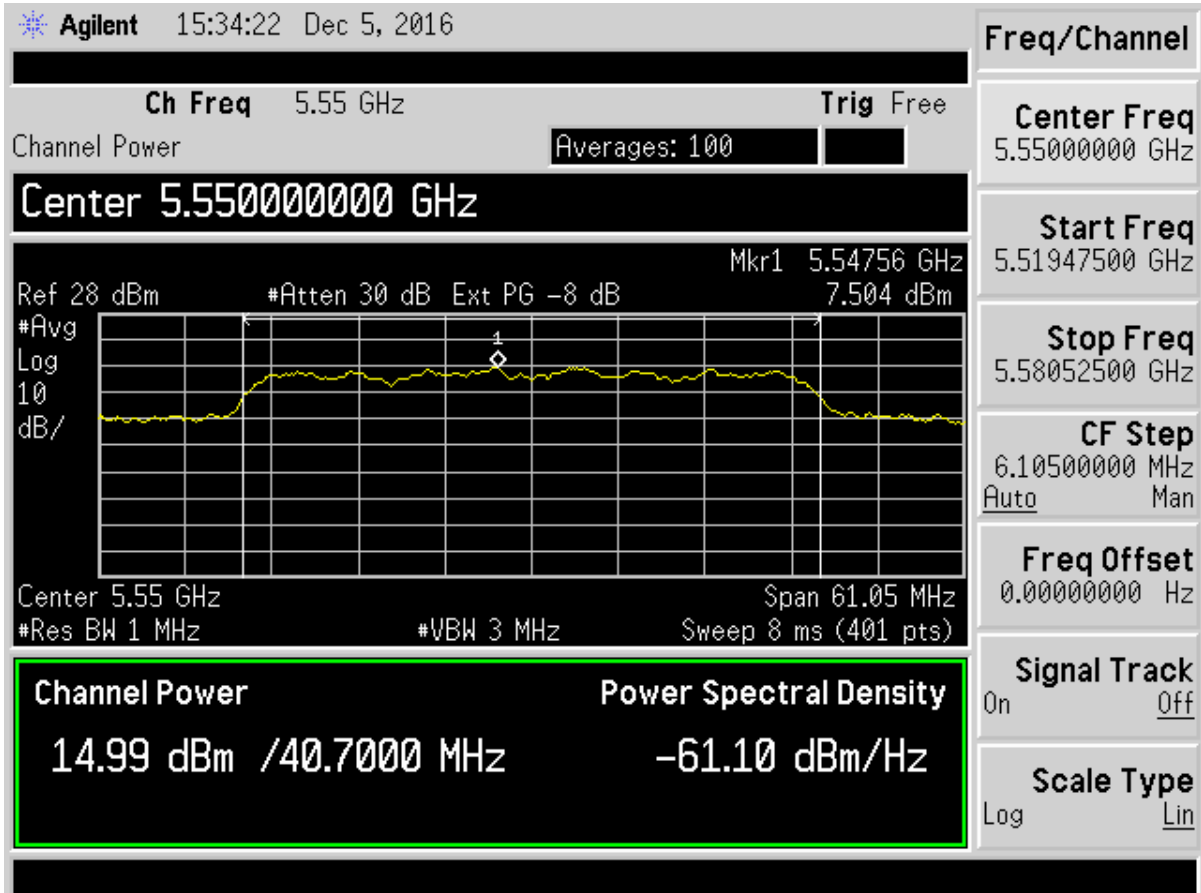 Agilent 15:34:22 Dec 5, 2016
Freq/Channel
Ch Freq 5.55 GHz Trig Free
Channel Power Averages: 100
Center 5.550000000 GHz
Mkr1 5.54756 GHz
Ref 28 dBm #Atten 30 dB Ext PG -8 dB 7.504 dBm
#Avg
Log
10
dB/
1
Center 5.55 GHz Span 61.05 MHz
#Res BW 1 MHz #VBW 3 MHz Sweep 8 ms (401 pts)
Channel Power Power Spectral Density
14.99 dBm /40.7000 MHz -61.10 dBm/Hz
Center Freq
5.55000000 GHz
Start Freq
5.51947500 GHz
Stop Freq
5.58052500 GHz
CF Step
6.10500000 MHz
Auto Man
Freq Offset
0.00000000 Hz
Signal Track
On Off
Scale Type
Log Lin